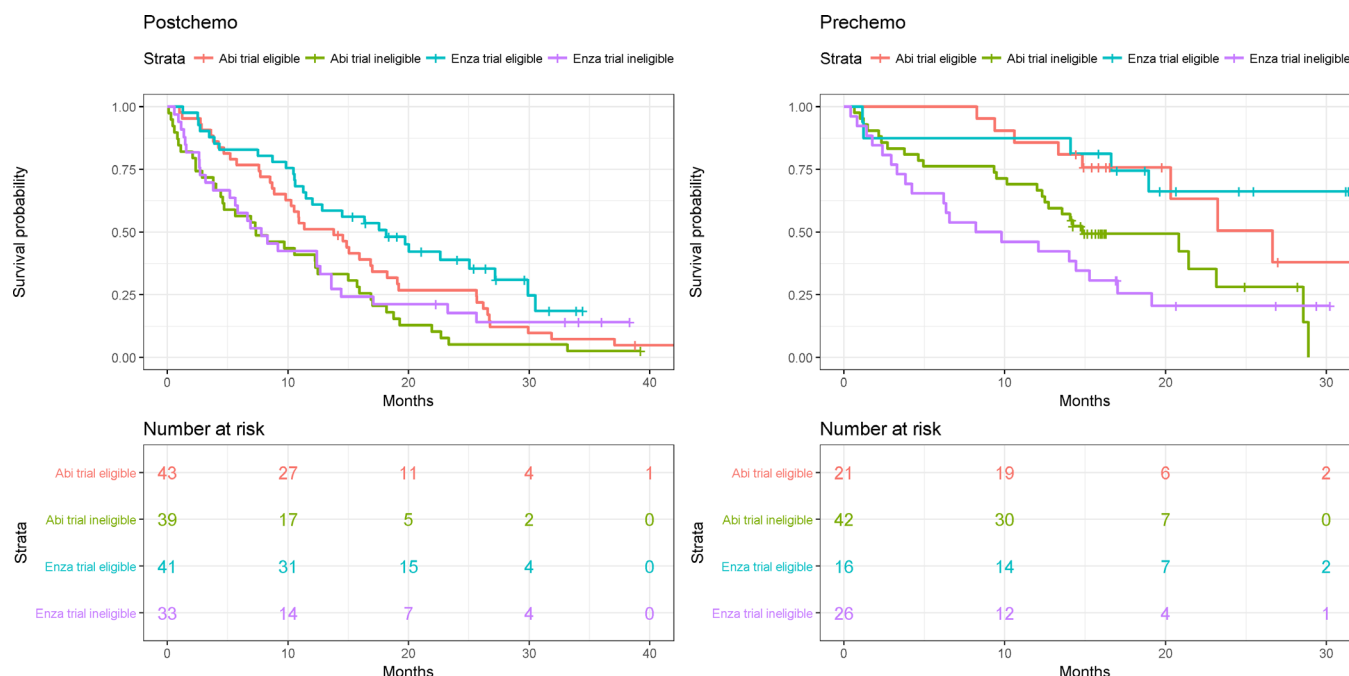 Postchemo
Strata Abi trial eligible Abi trial ineligible Enza trial eligible Enza trial ineligible
Survival probability
1.00
0.75
0.50
0.25
0.00
0 10 20 30 40
Months
Number at risk
Strata
Abi trial eligible 43 27 11 4 1
Abi trial ineligible 39 17 5 2 0
Enza trial eligible 41 31 15 4 0
Enza trial ineligible 33 14 7 4 0
0 10 20 30 40
Months
Prechemo
Strata Abi trial eligible Abi trial ineligible Enza trial eligible Enza trial ineligible
Survival probability
1.00
0.75
0.50
0.25
0.00
0 10 20 30
Months
Number at risk
Strata
Abi trial eligible 21 19 6 2
Abi trial ineligible 42 30 7 0
Enza trial eligible 16 14 7 2
Enza trial ineligible 26 12 4 1
0 10 20 30
Months